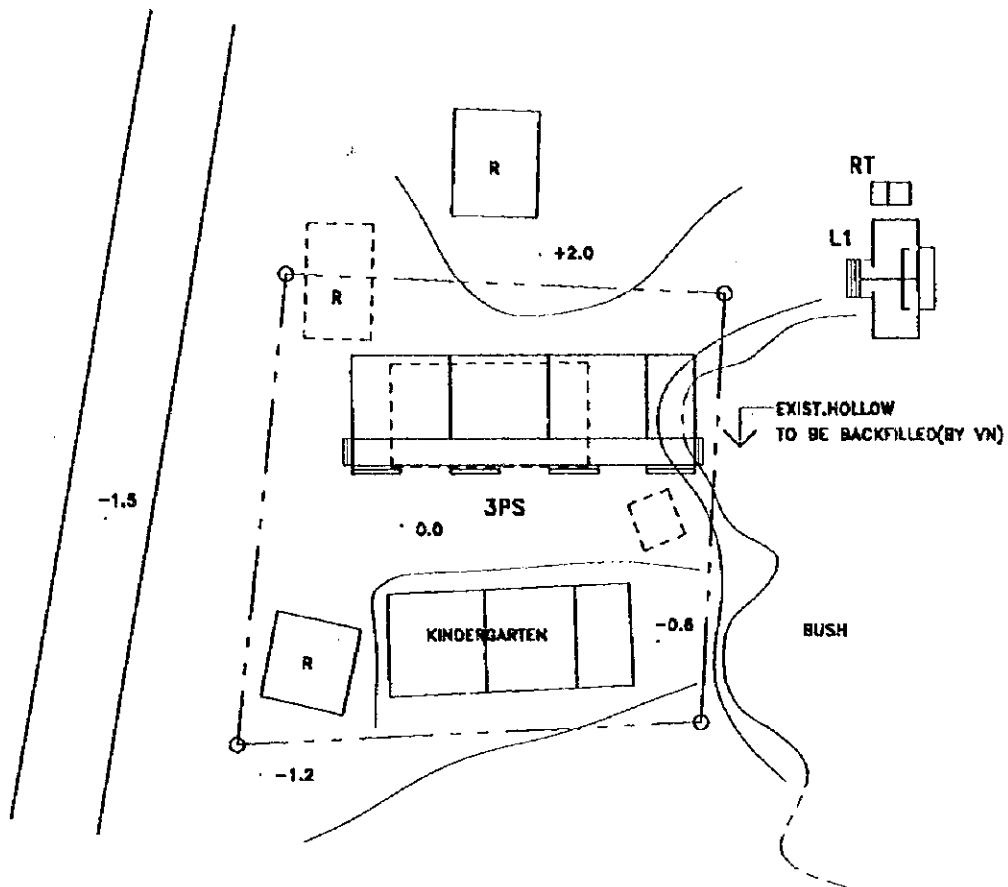 RT
R
L1
+2.0
R
EXIST.HOLLOW
TO BE BACKFILLED(BY VN)
-1.5
3PS
0.0
KINDERGARTEN
-0.6
BUSH
R
-1.2